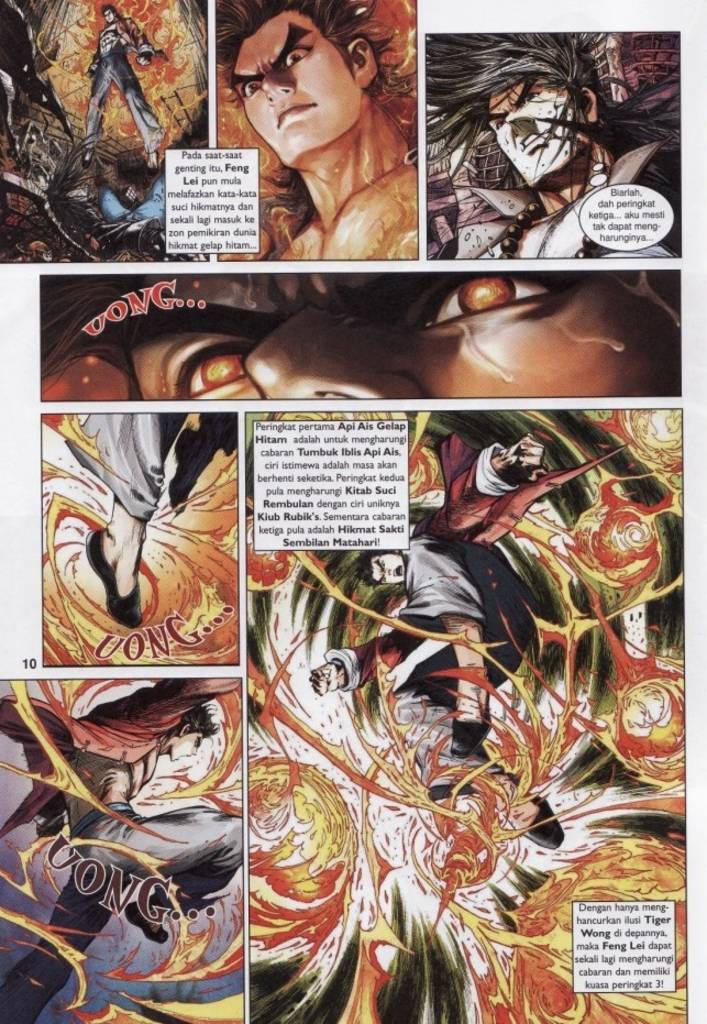 Pada saat-saat
genting itu, Feng
Lei pun mula
melafazkan kata-kata
suci hikmatnya dan
sekali lagi masuk ke
zon pemikiran dunia
hikmat gelap hitam...
Biarlah,
dah peringkat
ketiga... aku mesti
tak dapat meng-
harunginya...
UONG...
Peringkat pertama Api Ais Gelap
Hitam adalah untuk mengharungi
cabaran Tumbuk Iblis Api Ais,
ciri istimewa adalah masa akan
berhenti seketika. Peringkat kedua
pula mengharungi Kitab Suci
Rembulan dengan ciri uniknya
Kiub Rubik's. Sementara cabaran
ketiga pula adalah Hikmat Sakti
Sembilan Matahari!
UONG...
10
UONG...
Dengan hanya meng-
hancurkan ilusi Tiger
Wong di depannya,
maka Feng Lei dapat
sekali lagi mengharungi
cabaran dan memiliki
kuasa peringkat 3!